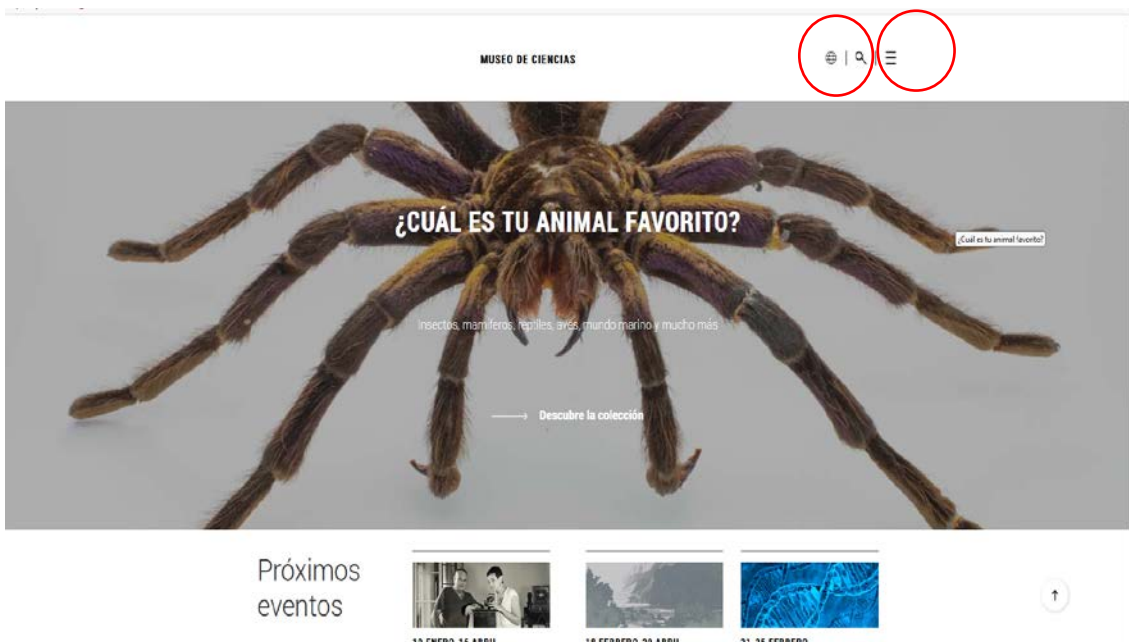 MUSEO DE CIENCIAS
¿CUÁL ES TU ANIMAL FAVORITO?
¿Cuál es tu animal favorito?
Insectos, mamíferos, reptiles, aves, mundo marino y mucho más
Descubre la colección
Próximos
eventos